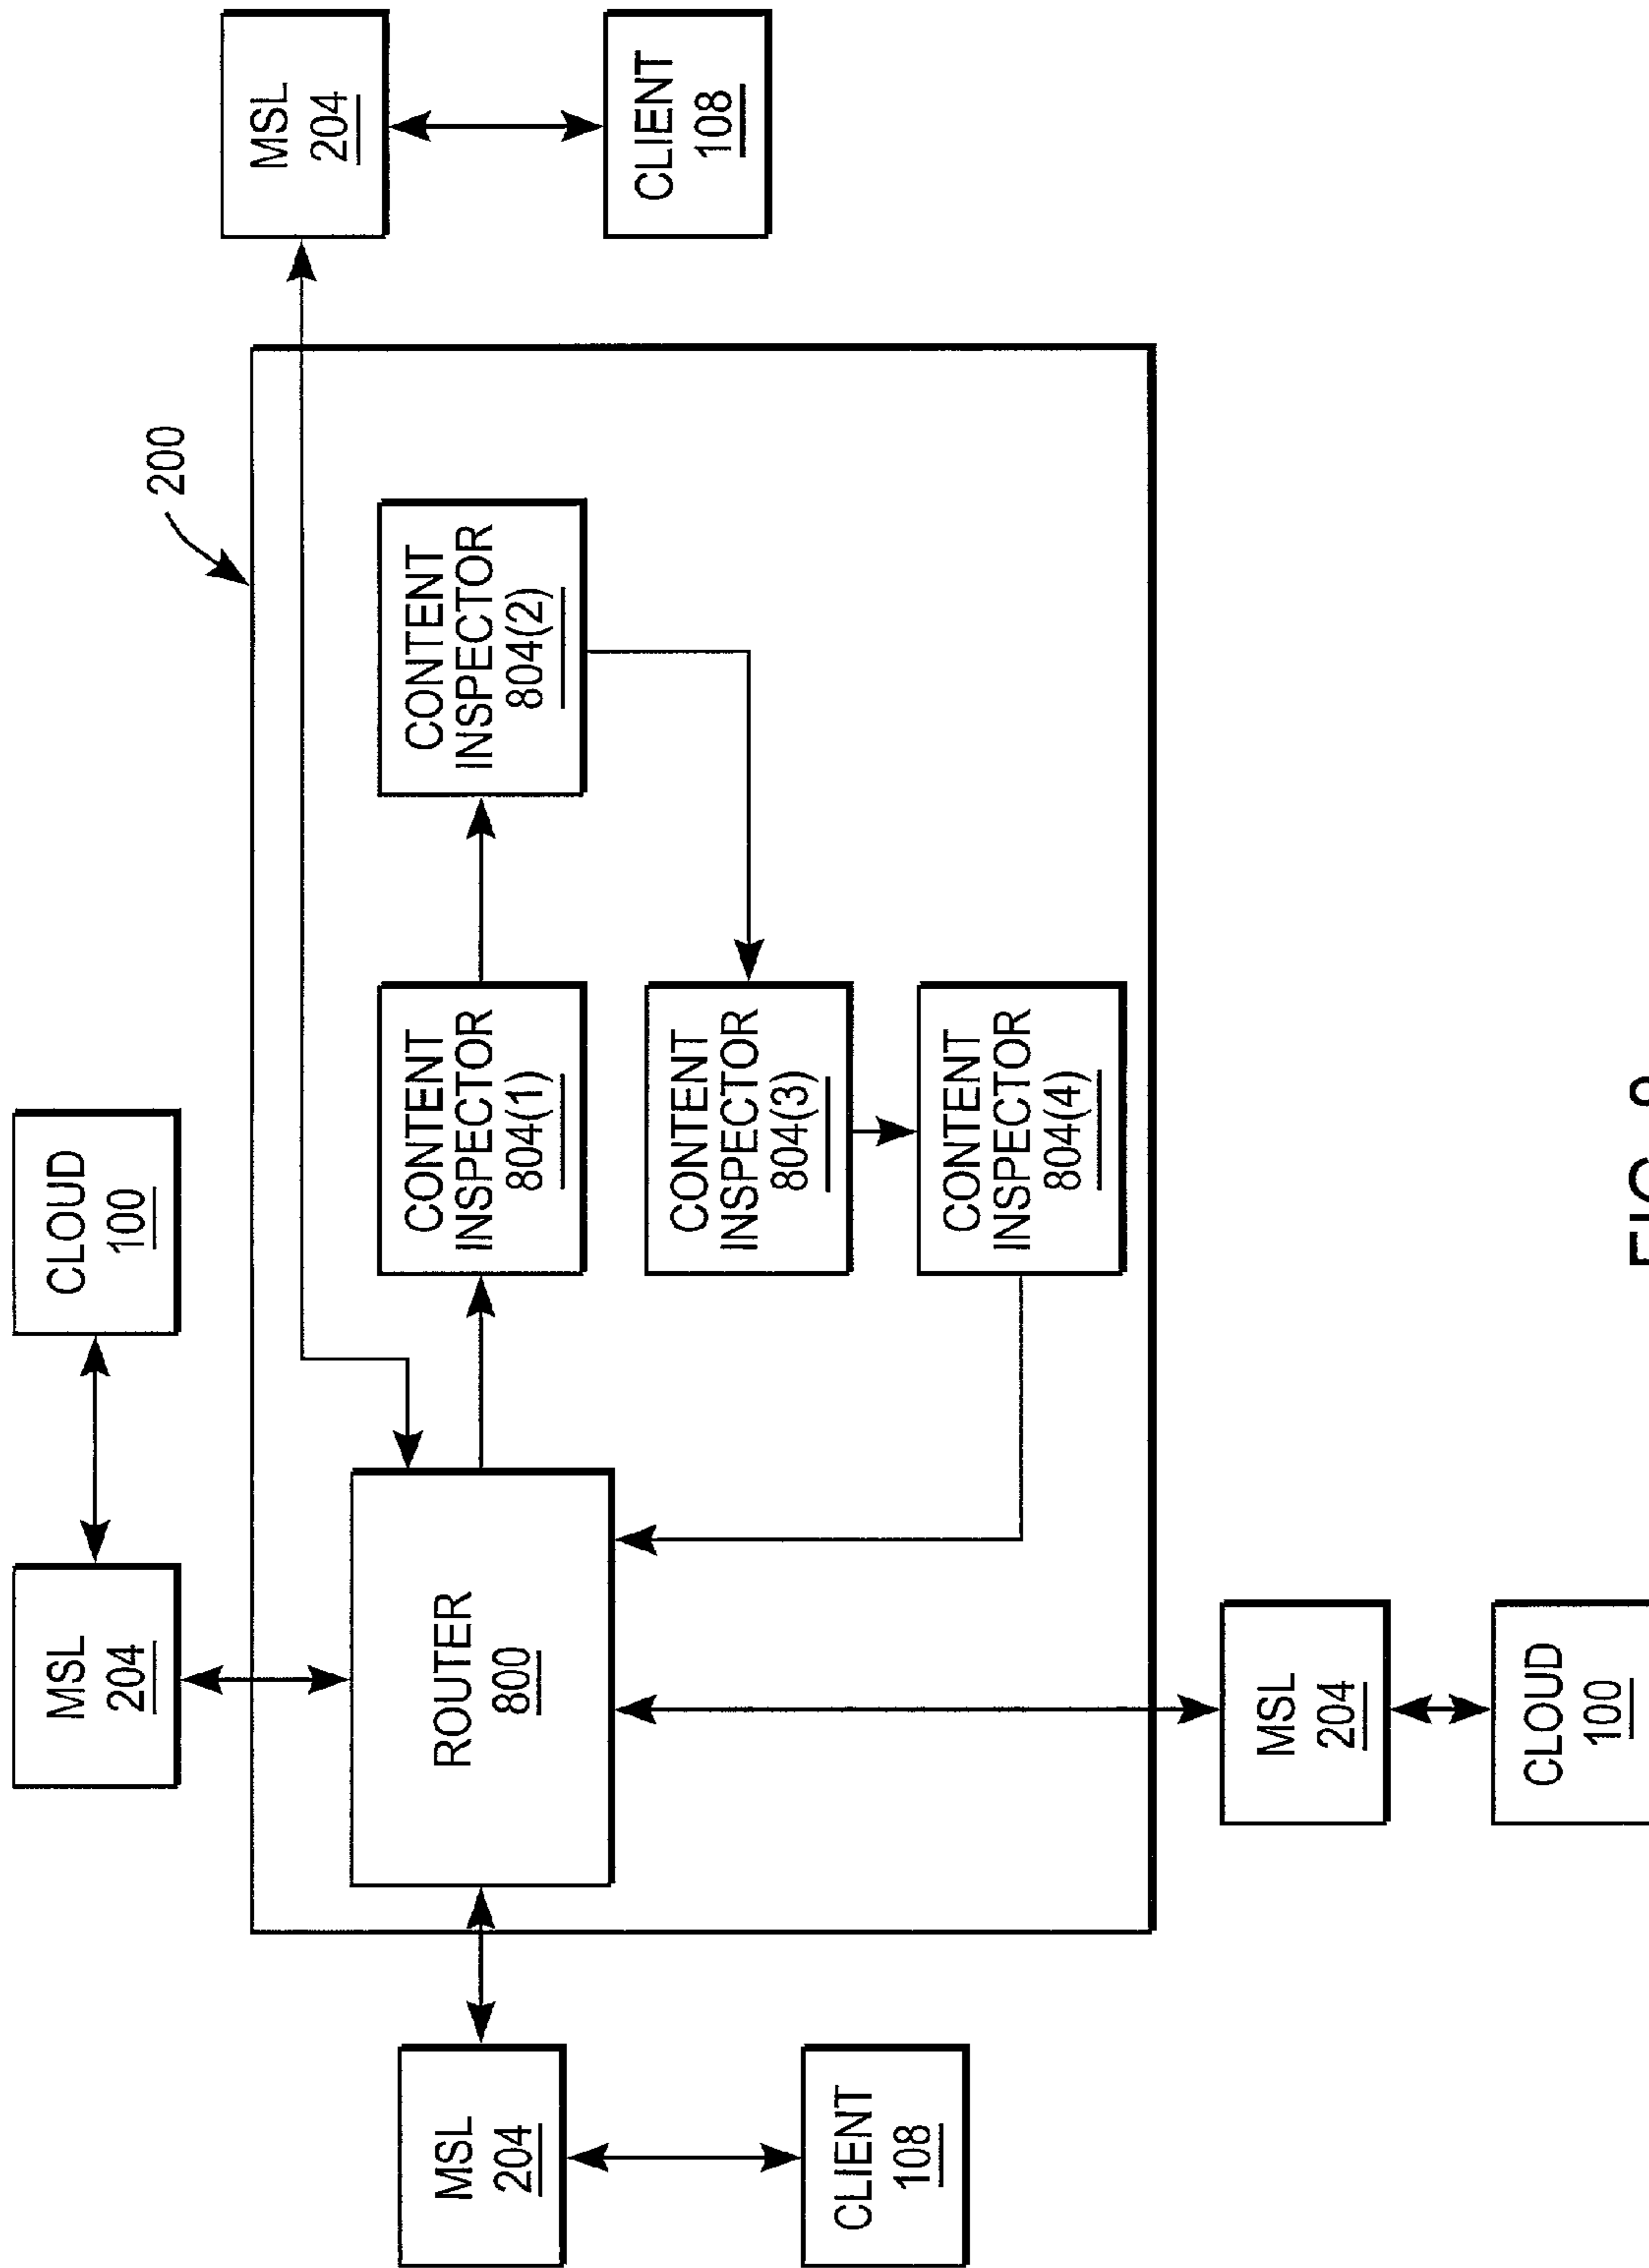 MSL
204
CLOUD
100
200
MSL
204
ROUTER
800
CONTENT
INSPECTOR
804(1)
CONTENT
INSPECTOR
804(2)
MSL
204
CLIENT
108
CONTENT
INSPECTOR
804(3)
CLIENT
108
CONTENT
INSPECTOR
804(4)
MSL
204
CLOUD
100
FIG.